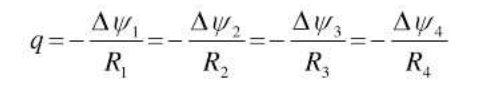 q = − Δψ₁/R₁ = − Δψ₂/R₂ = − Δψ₃/R₃ = − Δψ₄/R₄